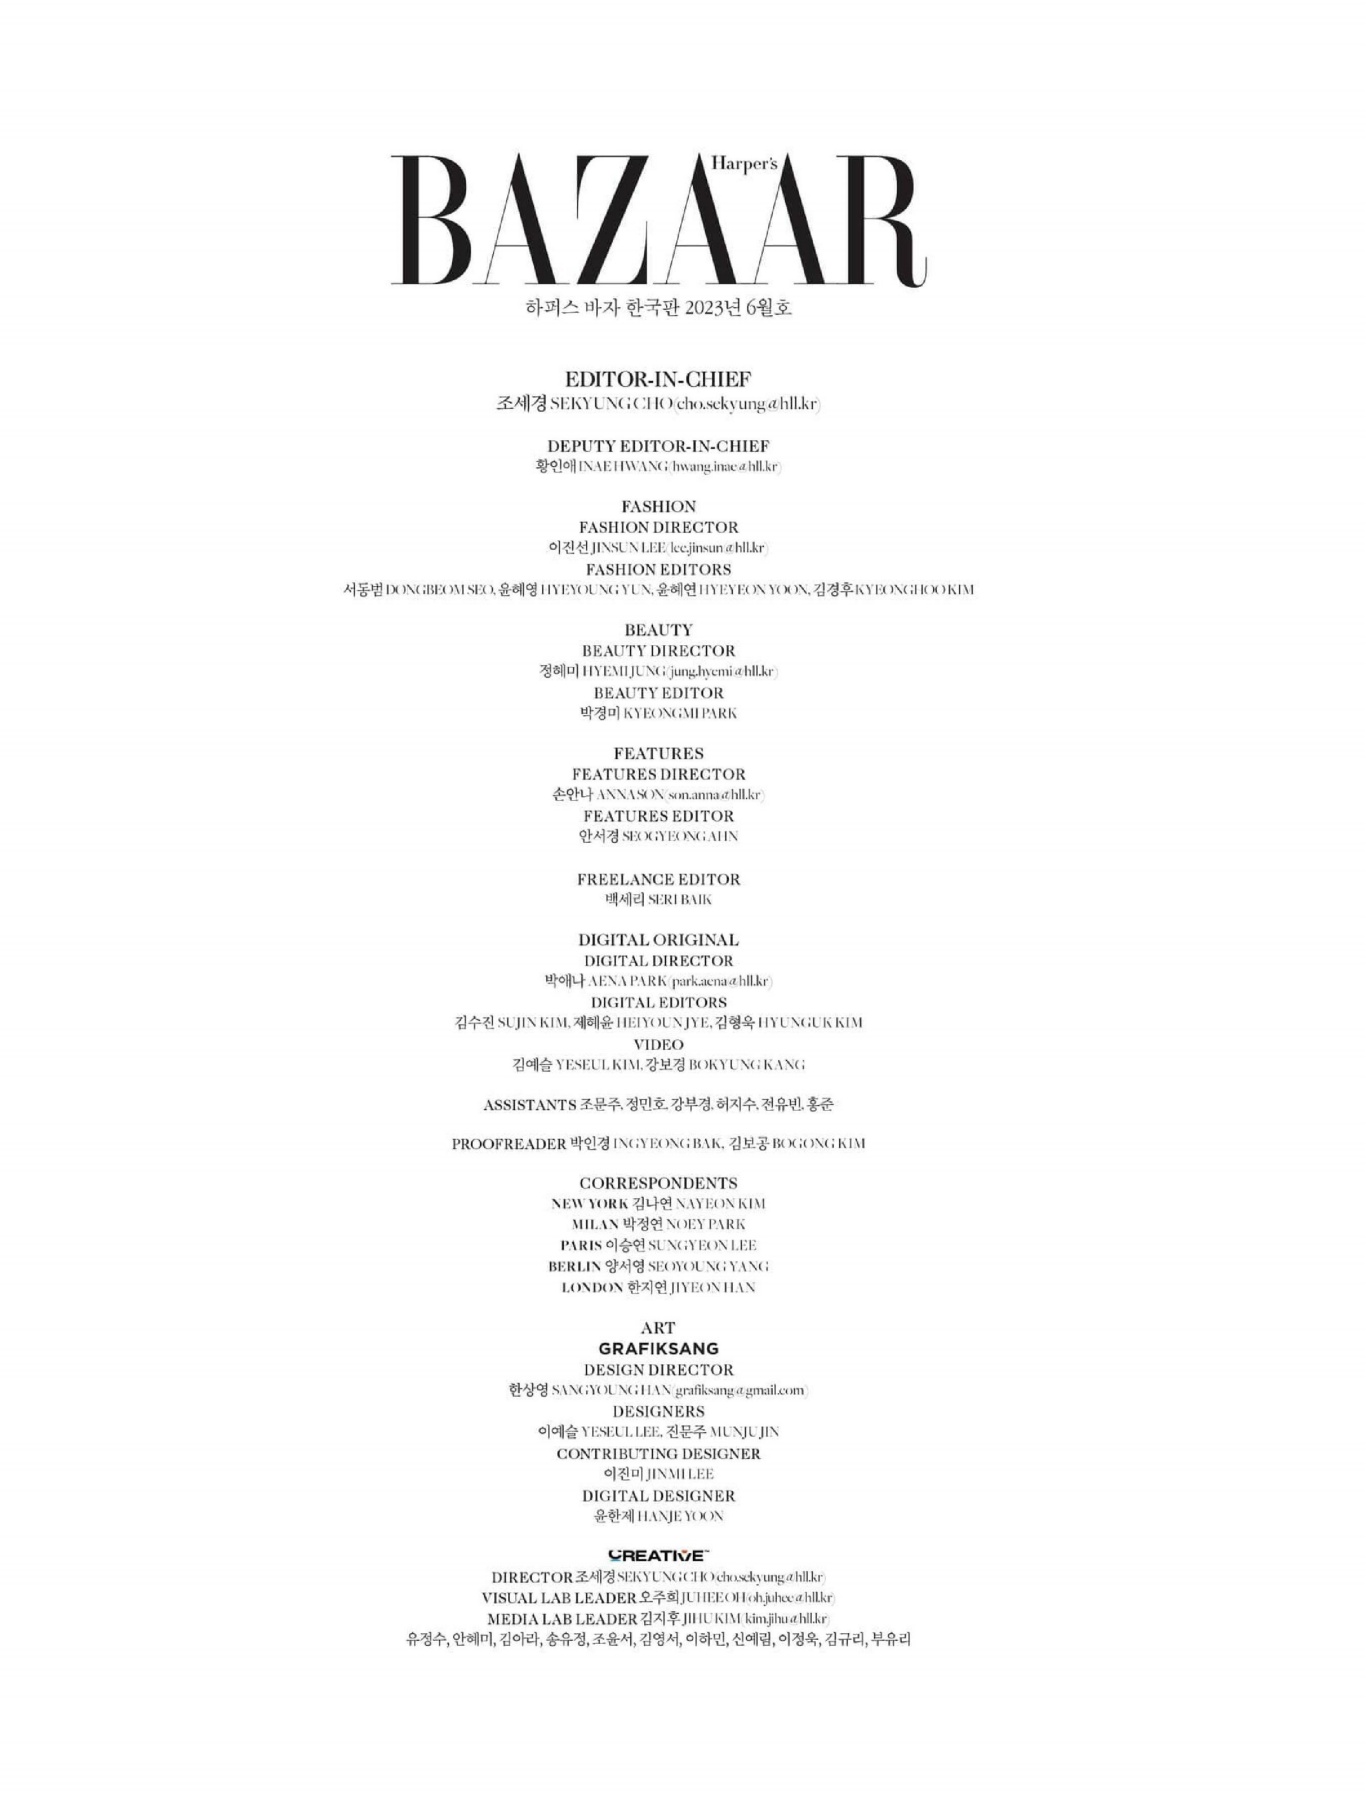 Harper's
BAZAAR
하퍼스 바자 한국판 2023년 6월호
EDITOR-IN-CHIEF
조세경 SEKYUNG CHO(cho.sekyung@hll.kr)
DEPUTY EDITOR-IN-CHIEF
황인애 INAE HWANG(hwang.inae@hll.kr)
FASHION
FASHION DIRECTOR
이진선 JINSUN LEE(lee.jinsun@hll.kr)
FASHION EDITORS
서동범 DONGBEOM SEO, 윤혜영 HYEYOUNG YUN, 윤혜연 HYEYEON YOON, 김경후 KYEONGHOO KIM
BEAUTY
BEAUTY DIRECTOR
정혜미 HYEMI JUNG(jung.hyemi@hll.kr)
BEAUTY EDITOR
박경미 KYEONGMI PARK
FEATURES
FEATURES DIRECTOR
손안나 ANNA SON(son.anna@hll.kr)
FEATURES EDITOR
안서경 SEOGYEONG AHN
FREELANCE EDITOR
백세리 SERI BAIK
DIGITAL ORIGINAL
DIGITAL DIRECTOR
박애나 AENA PARK(park.aena@hll.kr)
DIGITAL EDITORS
김수진 SUJIN KIM, 제혜윤 HEIYOUN JYE, 김형욱 HYUNGUK KIM
VIDEO
김예슬 YESEUL KIM, 강보경 BOKYUNG KANG
ASSISTANTS 조문주, 정민호, 강부경, 허지수, 전유빈, 홍준
PROOFREADER 박인경 INGYEONG BAK, 김보공 BOGONG KIM
CORRESPONDENTS
NEW YORK 김나연 NAYEON KIM
MILAN 박정연 NOEY PARK
PARIS 이승연 SUNGYEON LEE
BERLIN 양서영 SEOYOUNG YANG
LONDON 한지연 JIYEON HAN
ART
GRAFIKSANG
DESIGN DIRECTOR
한상영 SANGYOUNG HAN(grafiksang@gmail.com)
DESIGNERS
이예슬 YESEUL LEE, 진문주 MUNJU JIN
CONTRIBUTING DESIGNER
이진미 JINMI LEE
DIGITAL DESIGNER
윤한제 HANJE YOON
CREATIVE™
DIRECTOR 조세경 SEKYUNG CHO(cho.sekyung@hll.kr)
VISUAL LAB LEADER 오주희 JUHEE OH(oh.juhee@hll.kr)
MEDIA LAB LEADER 김지후 JIHU KIM(kim.jihu@hll.kr)
유정수, 안혜미, 김아라, 송유정, 조윤서, 김영서, 이하민, 신예림, 이경욱, 김규리, 부유리